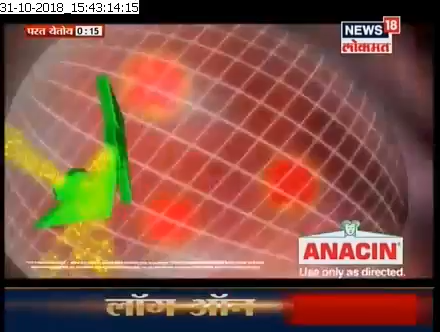 31-10-2018_15:43:14:15
परत येतोय 0:15
NEWS 18
लोकमत
ANACIN
Use only as directed.
लॉग ऑन